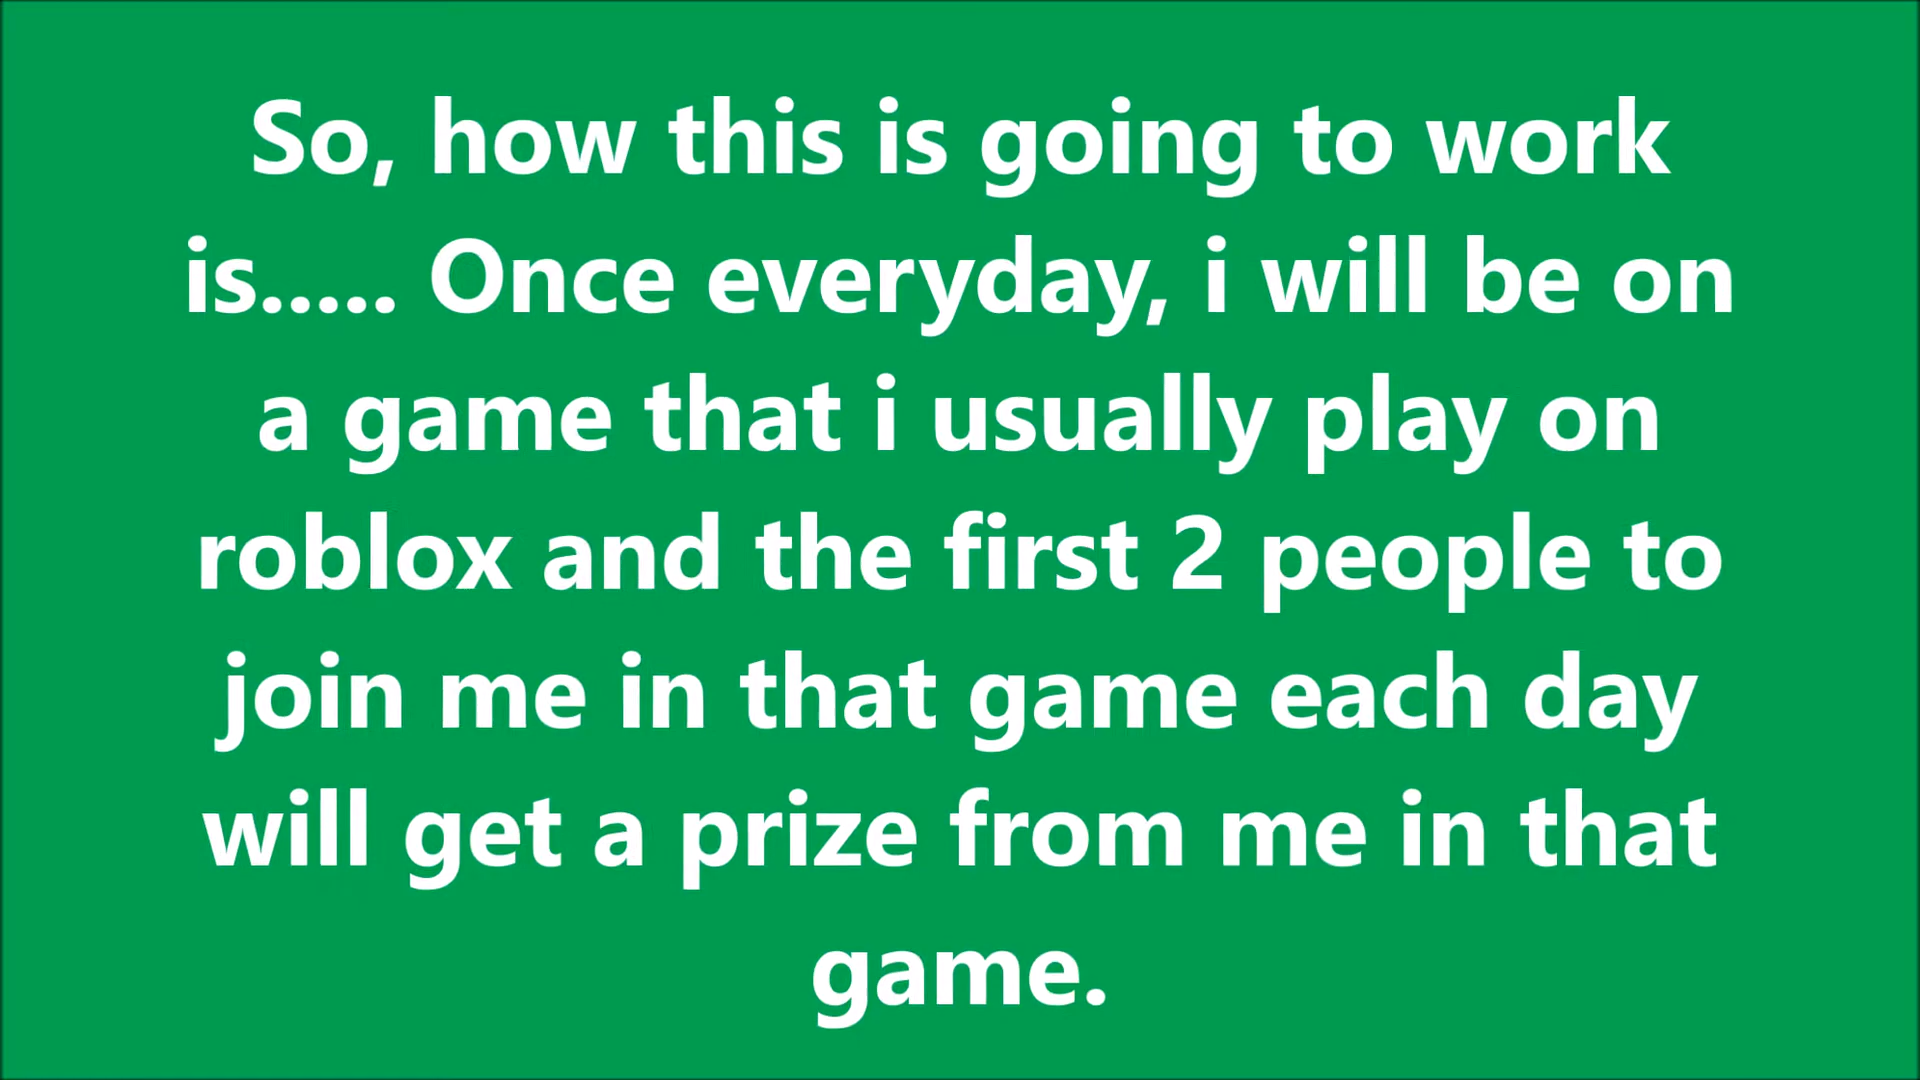 So, how this is going to work
is..... Once everyday, i will be on
a game that i usually play on
roblox and the first 2 people to
join me in that game each day
will get a prize from me in that
game.